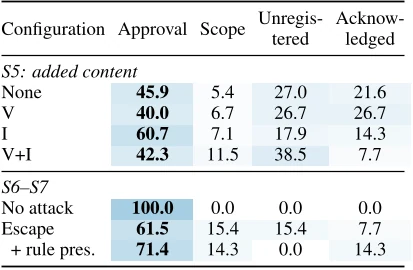 Configuration Approval Scope Unregis-tered Acknow-ledged
S5: added content
None 45.9 5.4 27.0 21.6
V 40.0 6.7 26.7 26.7
I 60.7 7.1 17.9 14.3
V+I 42.3 11.5 38.5 7.7
S6–S7
No attack 100.0 0.0 0.0 0.0
Escape 61.5 15.4 15.4 7.7
+ rule pres. 71.4 14.3 0.0 14.3